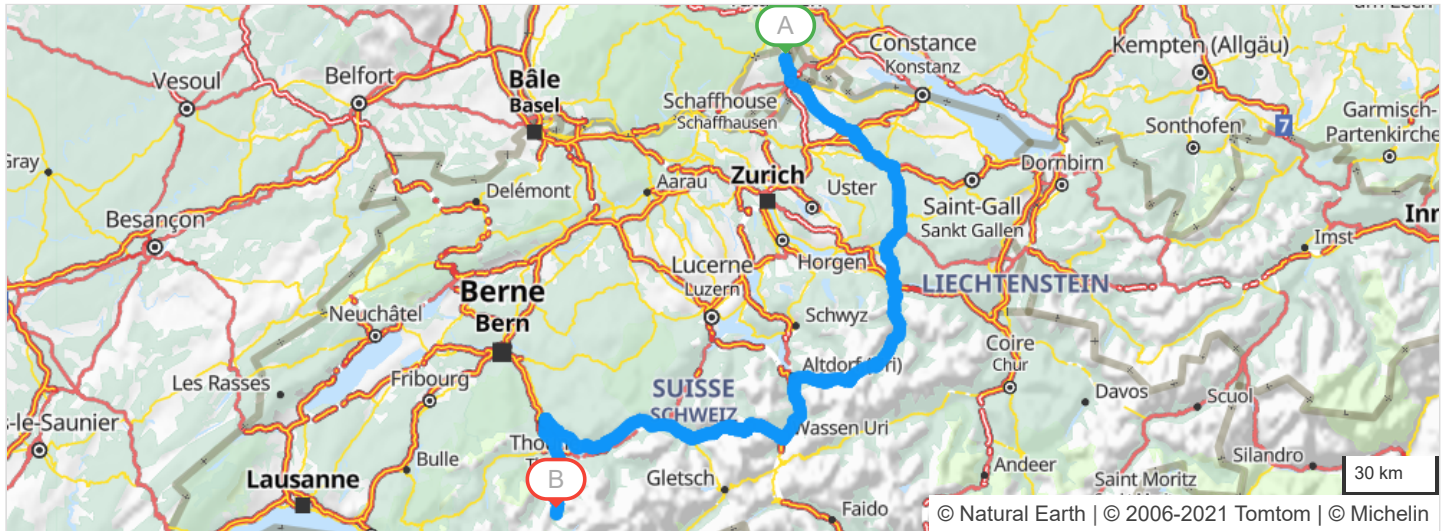 A
Constance
Konstanz
Kempten (Allgäu)
Vesoul
Belfort
Bâle
Basel
Schaffhouse
Schaffhausen
Garmisch-
Partenkirche
7
Sonthofen
Gray
Delémont
Aarau
Zurich
Uster
Dornbirn
Saint-Gall
Sankt Gallen
Besançon
Inn
Imst
Lucerne
Luzern
Horgen
LIECHTENSTEIN
Berne
Bern
Neuchâtel
Schwyz
Coire
Chur
Altdorf (Uri)
Les Rasses
Fribourg
SUISSE
SCHWEIZ
Davos
Scuol
s-le-Saunier
Wassen Uri
Bulle
B
Gletsch
Andeer
Silandro
Lausanne
Saint Moritz
Faido
30 km
© Natural Earth | © 2006-2021 Tomtom | © Michelin